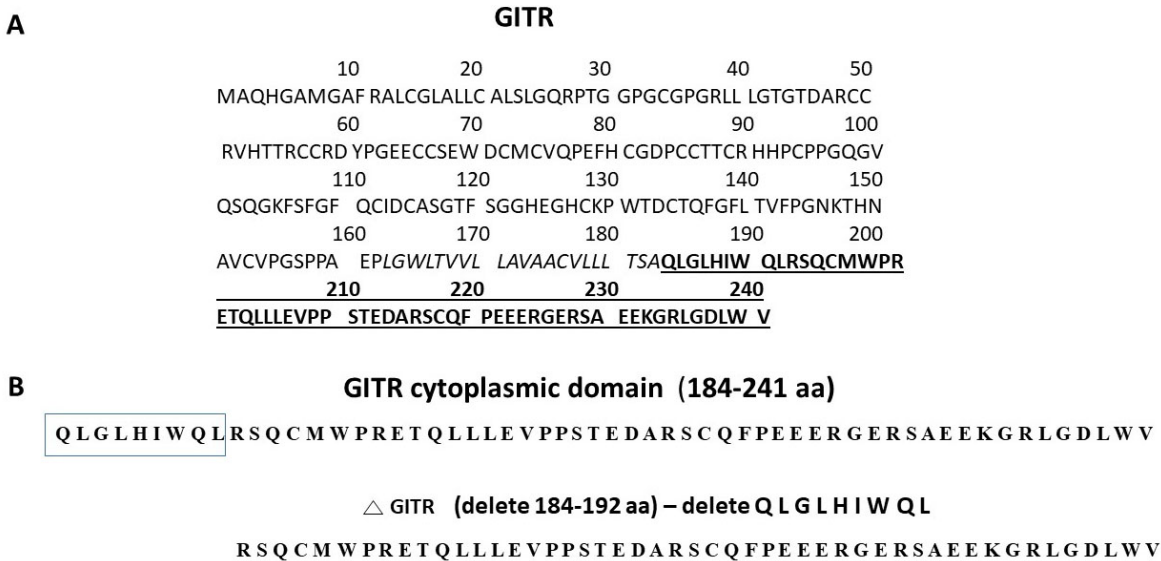 GITR
A
10 20 30 40 50
MAQHGAMGAF RALCGLALLC ALSLGQRPTG GPGCGPGRLL LGTGTDARCC
60 70 80 90 100
RVHTTRCCRD YPGEECCSEW DCMCVQPEFH CGDPCCTTCR HHPCPPGQGV
110 120 130 140 150
QSQGKFSFGF QCIDCASGTF SGGHEGHCKP WTDCTQFGFL TVFPGNKTHN
160 170 180 190 200
AVCVPGSPPA EPLGWLTVVL LAVAACVLLL TSAQLGLHIW QLRSQCMWPR
210 220 230 240
ETQLLLEVPP STEDARSCQF PEEERGERSA EEKGRLGDLW V
B
GITR cytoplasmic domain (184-241 aa)
Q L G L H I W Q L R S Q C M W P R E T Q L L L E V P P S T E D A R S C Q F P E E E R G E R S A E E K G R L G D L W V
△ GITR (delete 184-192 aa) – delete Q L G L H I W Q L
R S Q C M W P R E T Q L L L E V P P S T E D A R S C Q F P E E E R G E R S A E E K G R L G D L W V